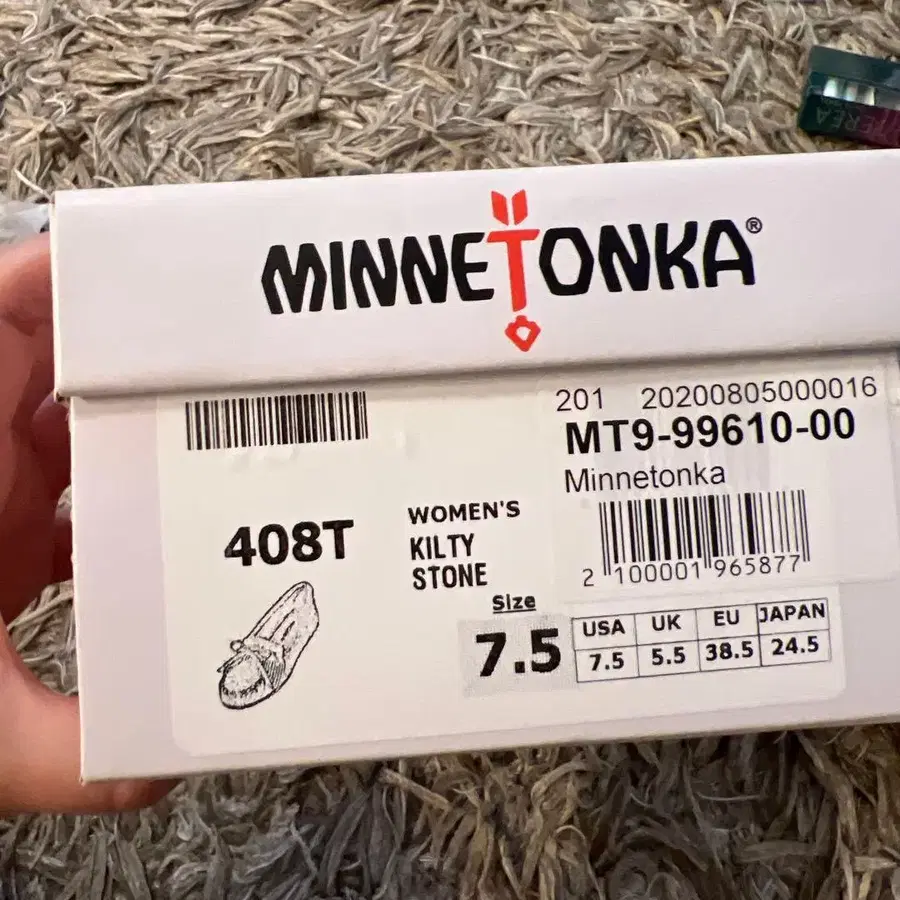 TEREA
MINNETONKA®
201 20200805000016
MT9-99610-00
Minnetonka
2 100001 965877
408T
WOMEN'S
KILTY
STONE
Size
7.5
USA UK EU JAPAN
7.5 5.5 38.5 24.5